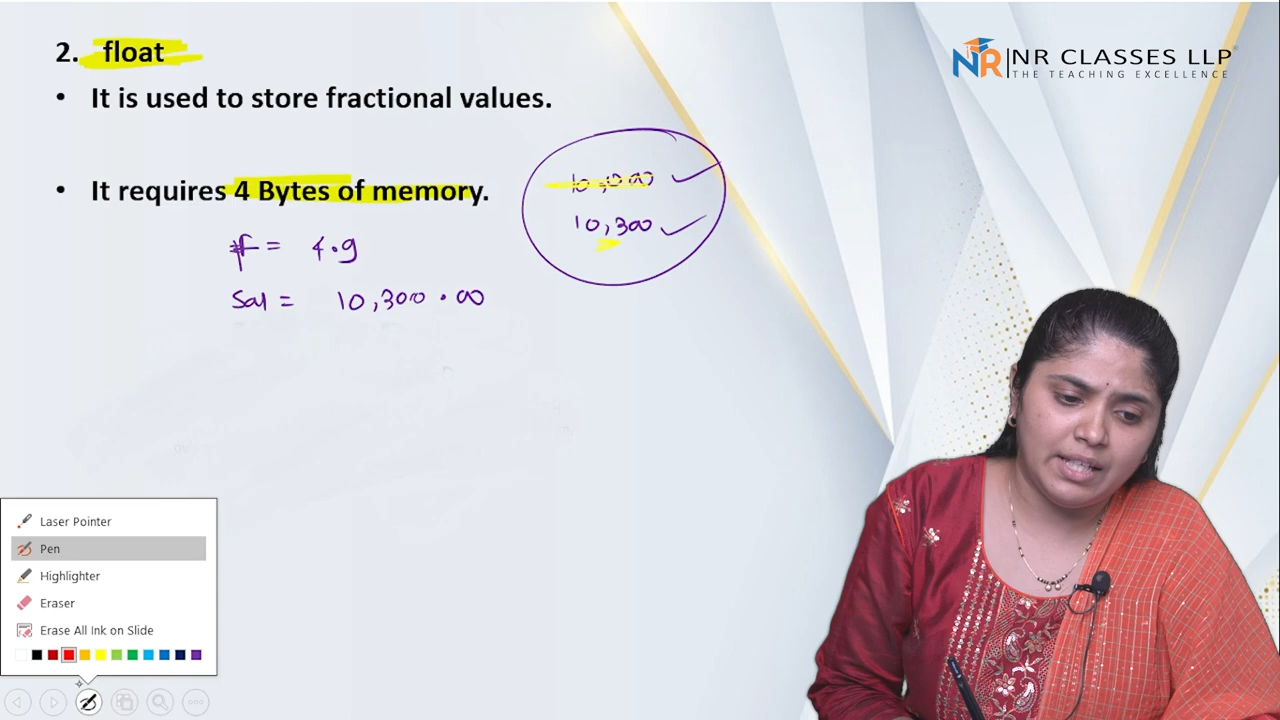 2. float
NR CLASSES LLP
THE TEACHING EXCELLENCE
• It is used to store fractional values.
10,000
• It requires 4 Bytes of memory.
10,300
f = 4.9
Sal = 10,300.00
Laser Pointer
Pen
Highlighter
Eraser
Erase All Ink on Slide